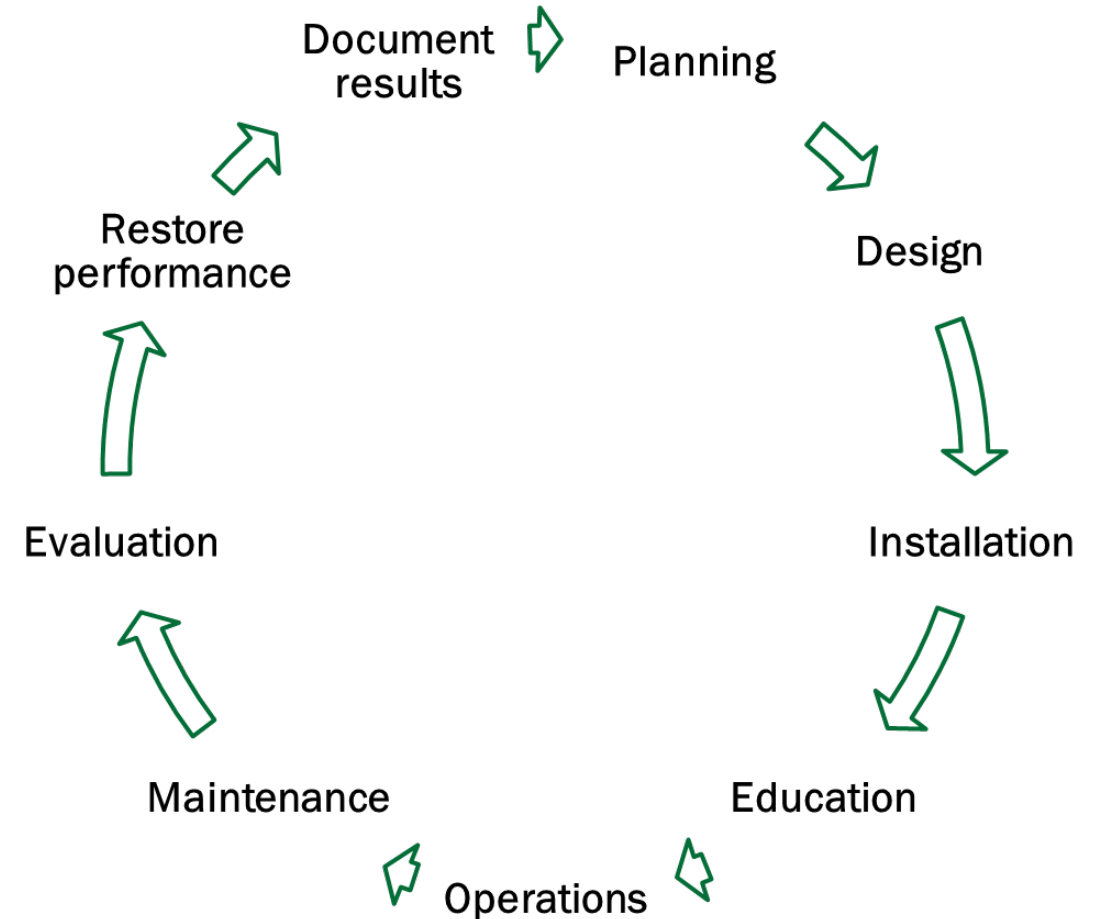 Document
results
Planning
Design
Installation
Education
Operations
Maintenance
Evaluation
Restore
performance